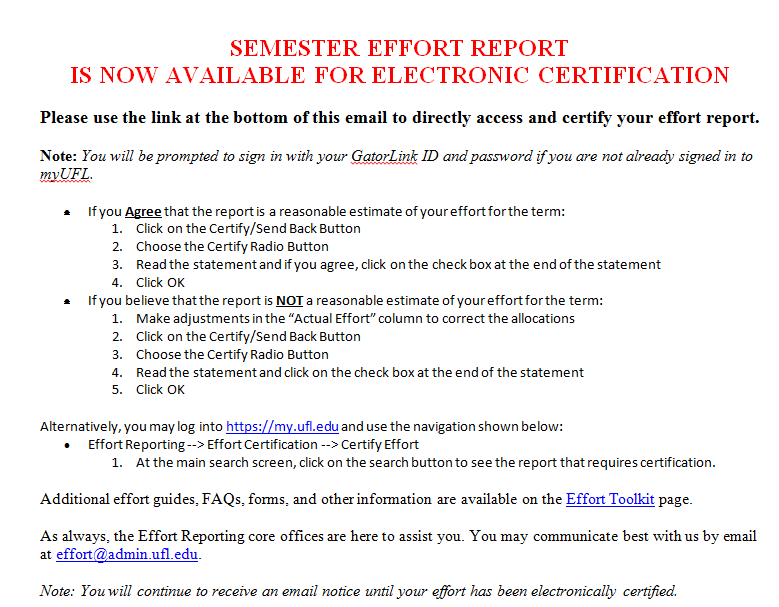 SEMESTER EFFORT REPORT
IS NOW AVAILABLE FOR ELECTRONIC CERTIFICATION
Please use the link at the bottom of this email to directly access and certify your effort report.
Note: You will be prompted to sign in with your GatorLink ID and password if you are not already signed in to
myUFL.
• If you Agree that the report is a reasonable estimate of your effort for the term:
1. Click on the Certify/Send Back Button
2. Choose the Certify Radio Button
3. Read the statement and if you agree, click on the check box at the end of the statement
4. Click OK
• If you believe that the report is NOT a reasonable estimate of your effort for the term:
1. Make adjustments in the “Actual Effort” column to correct the allocations
2. Click on the Certify/Send Back Button
3. Choose the Certify Radio Button
4. Read the statement and click on the check box at the end of the statement
5. Click OK
Alternatively, you may log into https://my.ufl.edu and use the navigation shown below:
• Effort Reporting --> Effort Certification --> Certify Effort
1. At the main search screen, click on the search button to see the report that requires certification.
Additional effort guides, FAQs, forms, and other information are available on the Effort Toolkit page.
As always, the Effort Reporting core offices are here to assist you. You may communicate best with us by email
at effort@admin.ufl.edu.
Note: You will continue to receive an email notice until your effort has been electronically certified.